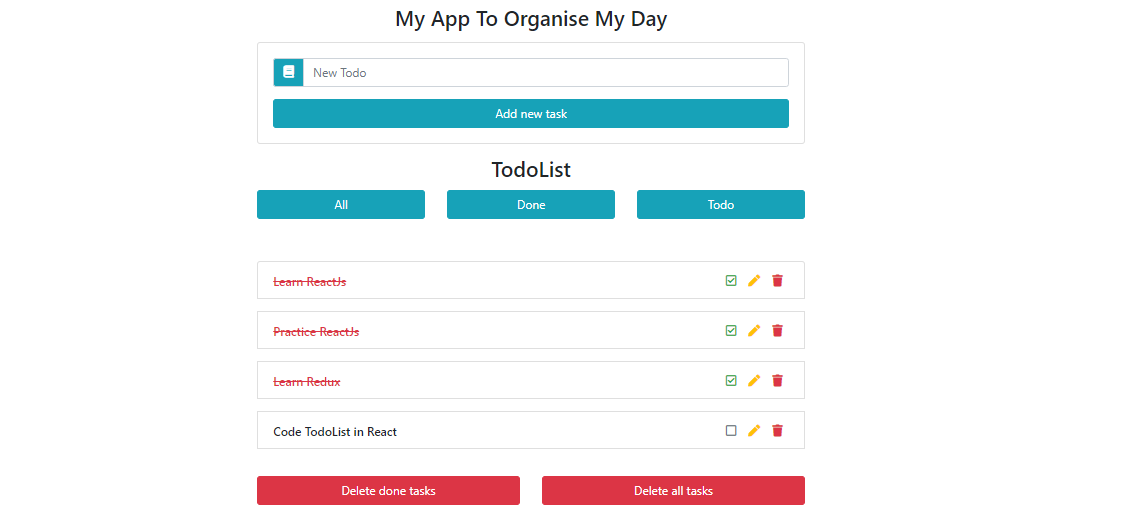 My App To Organise My Day
New Todo
Add new task
TodoList
All Done Todo
Learn ReactJs
Practice ReactJs
Learn Redux
Code TodoList in React
Delete done tasks Delete all tasks